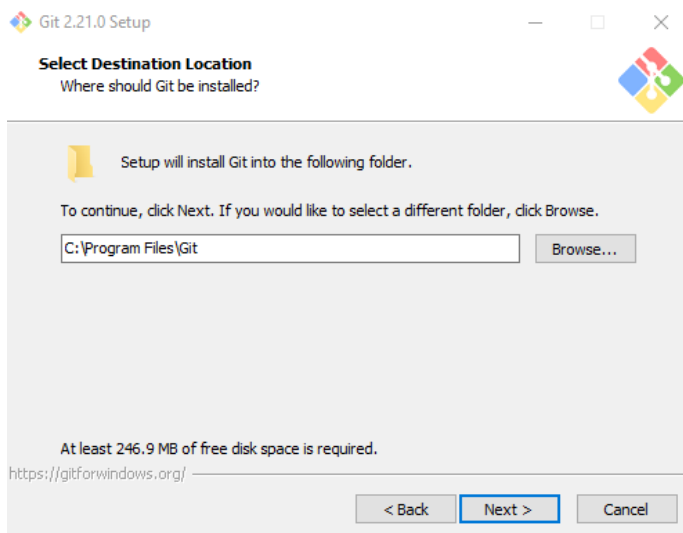 Git 2.21.0 Setup
Select Destination Location
Where should Git be installed?
Setup will install Git into the following folder.
To continue, click Next. If you would like to select a different folder, click Browse.
C:\Program Files\Git
Browse...
At least 246.9 MB of free disk space is required.
https://gitforwindows.org/
< Back
Next >
Cancel